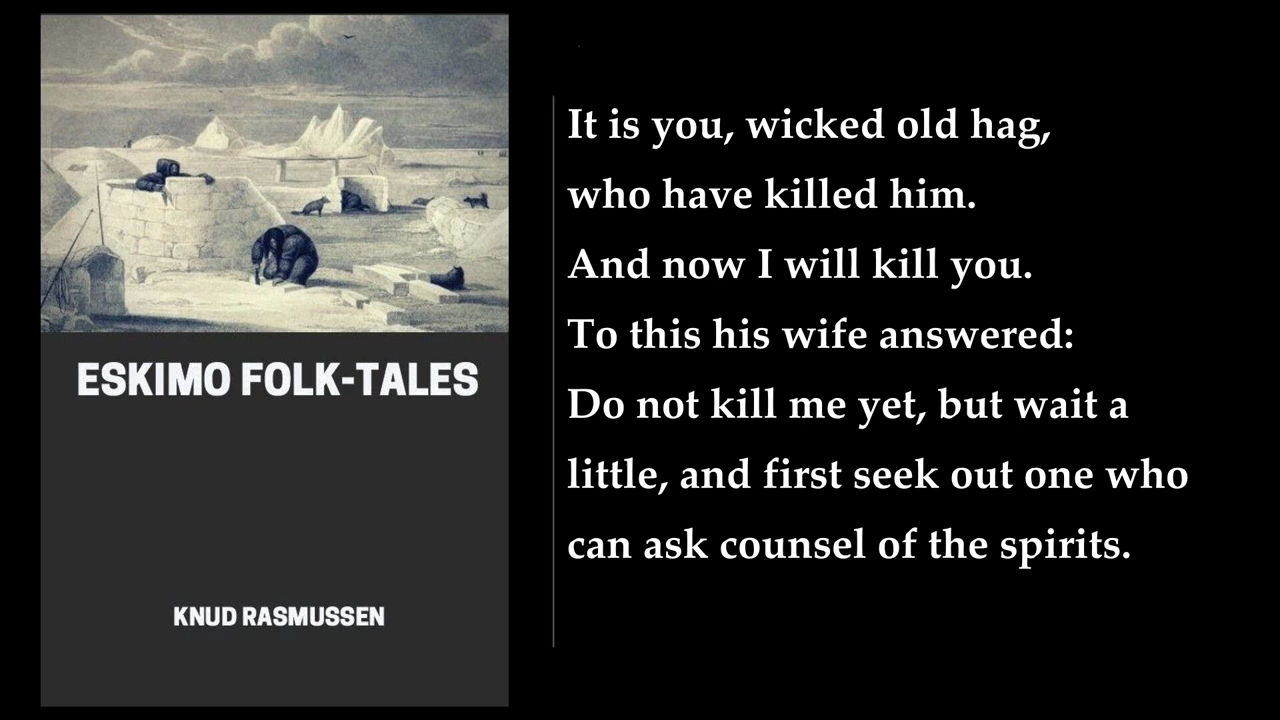 ESKIMO FOLK-TALES
KNUD RASMUSSEN
It is you, wicked old hag,
who have killed him.
And now I will kill you.
To this his wife answered:
Do not kill me yet, but wait a
little, and first seek out one who
can ask counsel of the spirits.